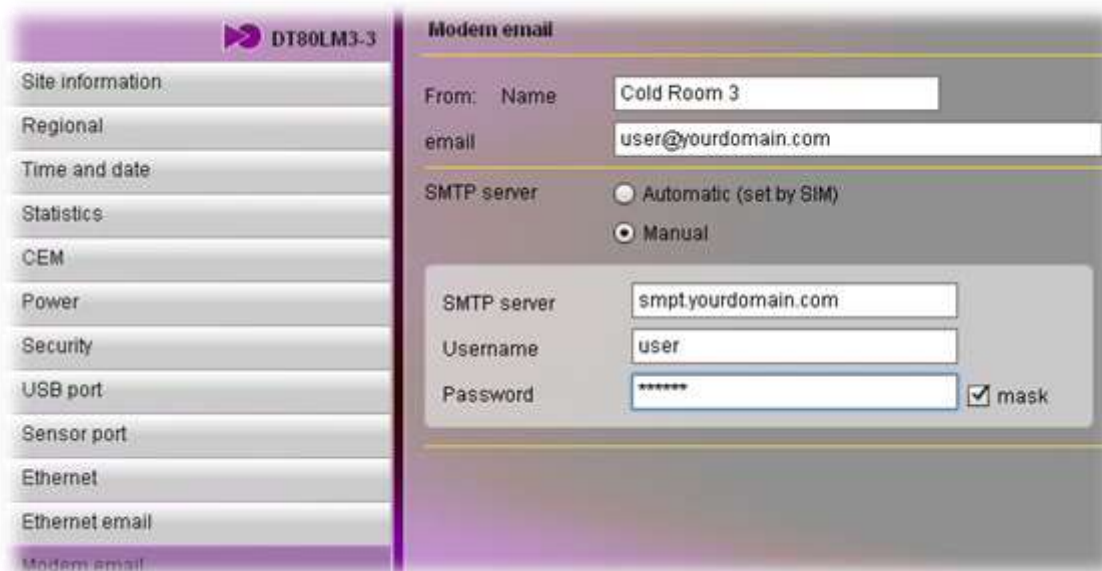 DT80LM3-3
Site information
Regional
Time and date
Statistics
CEM
Power
Security
USB port
Sensor port
Ethernet
Ethernet email
Modem email
Modem email
From: Name Cold Room 3
email user@yourdomain.com
SMTP server Automatic (set by SIM)
Manual
SMTP server smpt.yourdomain.com
Username user
Password ****** mask